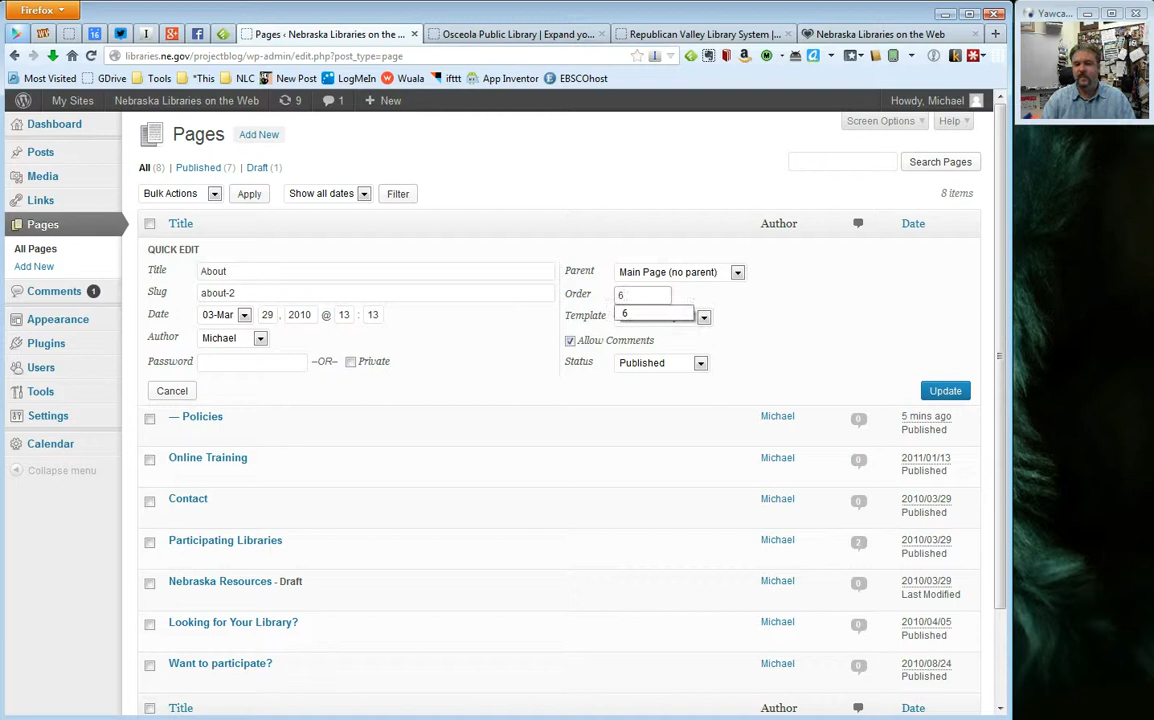 Firefox
Yawca...
16
Pages ‹ Nebraska Libraries on the ...
Osceola Public Library | Expand yo...
Republican Valley Library System |...
Nebraska Libraries on the Web
libraries.ne.gov/projectblog/wp-admin/edit.php?post_type=page
Most Visited
GDrive
Tools
*This
NLC
New Post
LogMeIn
Wuala
ifttt
App Inventor
EBSCOhost
My Sites
Nebraska Libraries on the Web
9
1
+ New
Howdy, Michael
Dashboard
Posts
Media
Links
Pages
All Pages
Add New
Comments 1
Appearance
Plugins
Users
Tools
Settings
Calendar
Collapse menu
Screen Options
Help
Pages Add New
All (8) | Published (7) | Draft (1)
Search Pages
Bulk Actions
Apply
Show all dates
Filter
8 items
Title
Author
Date
QUICK EDIT
Title
About
Slug
about-2
Date
03-Mar
29 , 2010 @ 13 : 13
Author
Michael
Password
–OR–
Private
Parent
Main Page (no parent)
Order
6
6
Template
Allow Comments
Status
Published
Cancel
Update
— Policies
Michael
0
5 mins ago
Published
Online Training
Michael
0
2011/01/13
Published
Contact
Michael
0
2010/03/29
Published
Participating Libraries
Michael
2
2010/03/29
Published
Nebraska Resources - Draft
Michael
0
2010/03/29
Last Modified
Looking for Your Library?
Michael
0
2010/04/05
Published
Want to participate?
Michael
0
2010/08/24
Published
Title
Author
Date